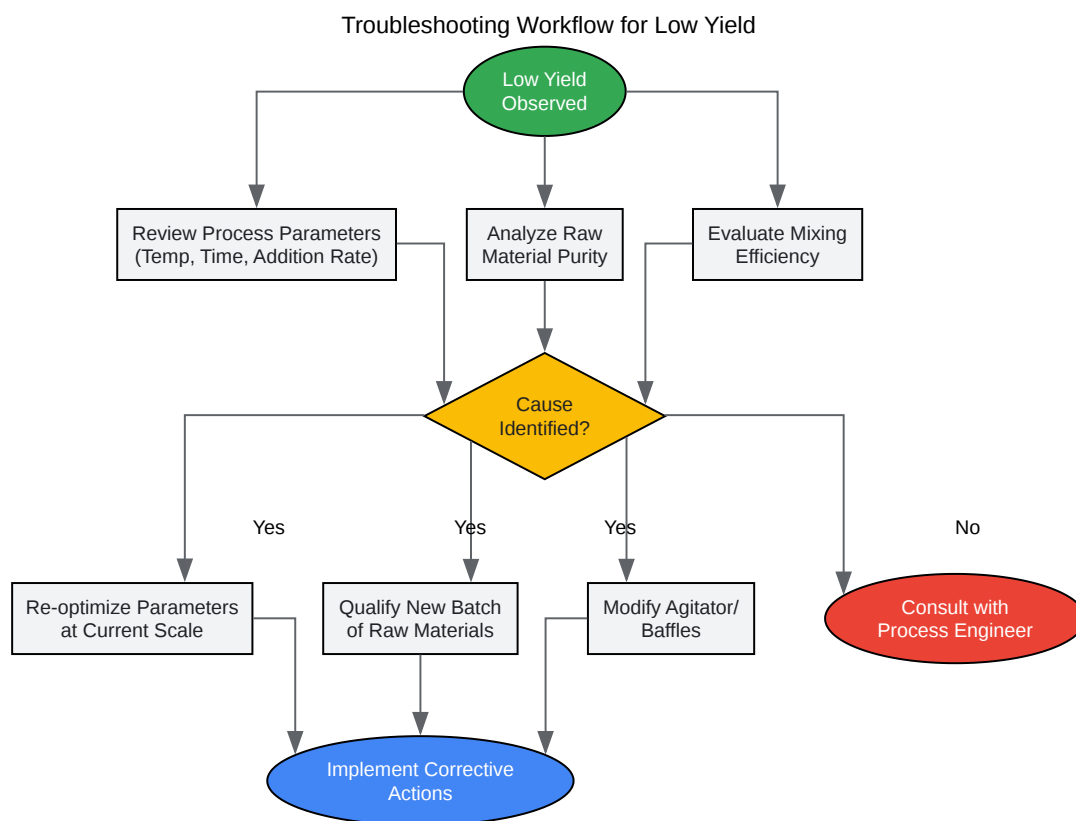 Troubleshooting Workflow for Low Yield
Low Yield
Observed
Review Process Parameters
(Temp, Time, Addition Rate)
Analyze Raw
Material Purity
Evaluate Mixing
Efficiency
Cause
Identified?
Yes
Yes
Yes
No
Re-optimize Parameters
at Current Scale
Qualify New Batch
of Raw Materials
Modify Agitator/
Baffles
Consult with
Process Engineer
Implement Corrective
Actions